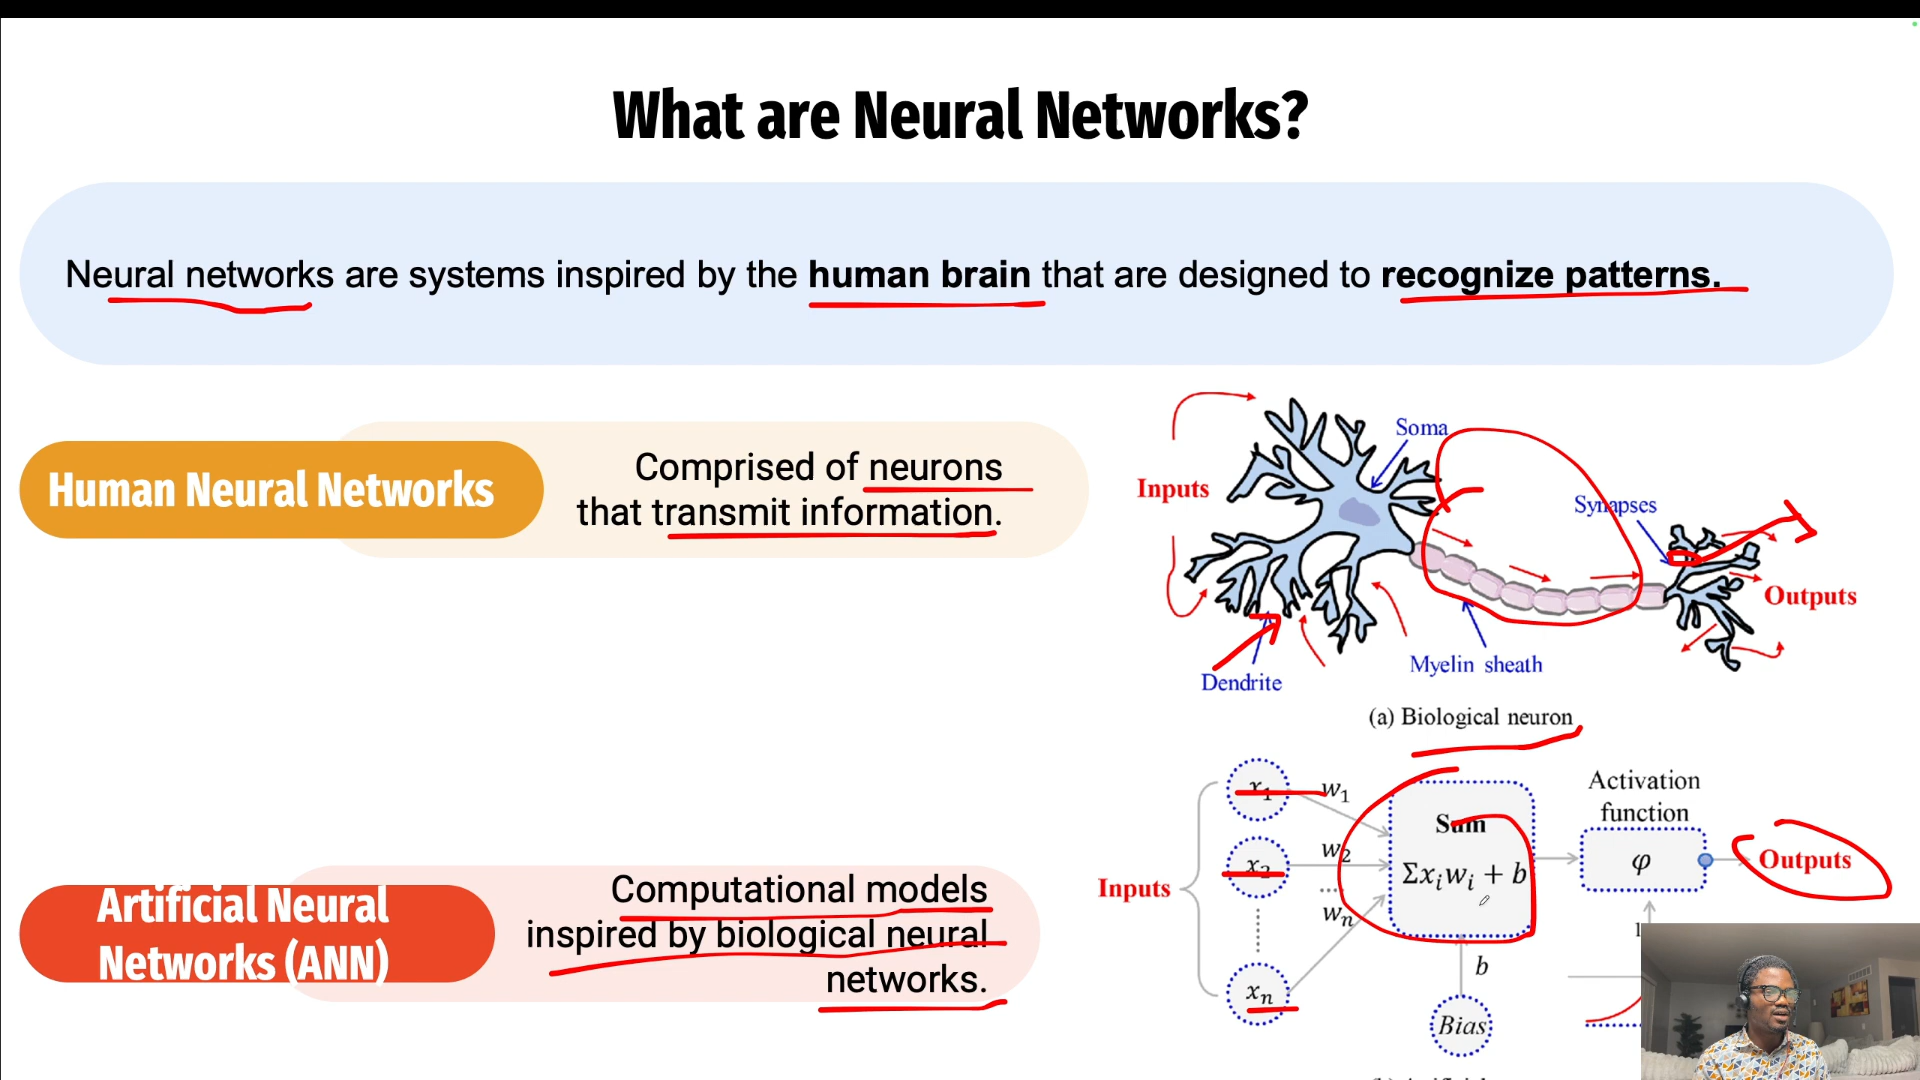 What are Neural Networks?
Neural networks are systems inspired by the human brain that are designed to recognize patterns.
Human Neural Networks
Comprised of neurons
that transmit information.
Soma
Inputs
Synapses
Outputs
Myelin sheath
Dendrite
(a) Biological neuron
Artificial Neural
Networks (ANN)
Computational models
inspired by biological neural
networks.
Activation
function
x₁
w₁
Sum
x₂
w₂
Σxᵢwᵢ + b
φ
Outputs
Inputs
....
wₙ
xₙ
b
Bias